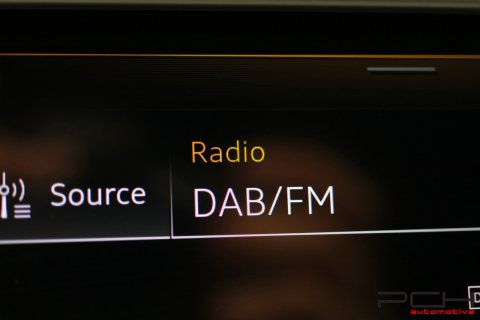 Radio
Source
DAB/FM
PCH
automotive